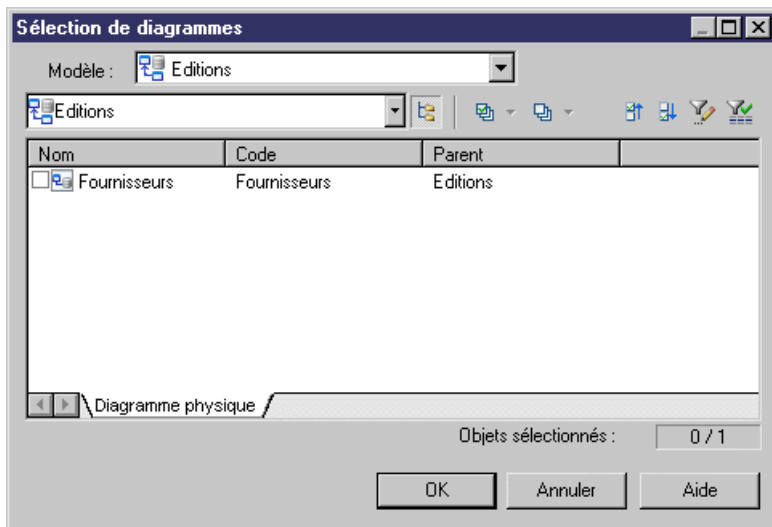 Sélection de diagrammes
Modèle : Editions
Editions
Nom Code Parent
Fournisseurs Fournisseurs Editions
Diagramme physique
Objets sélectionnés : 0 / 1
OK Annuler Aide